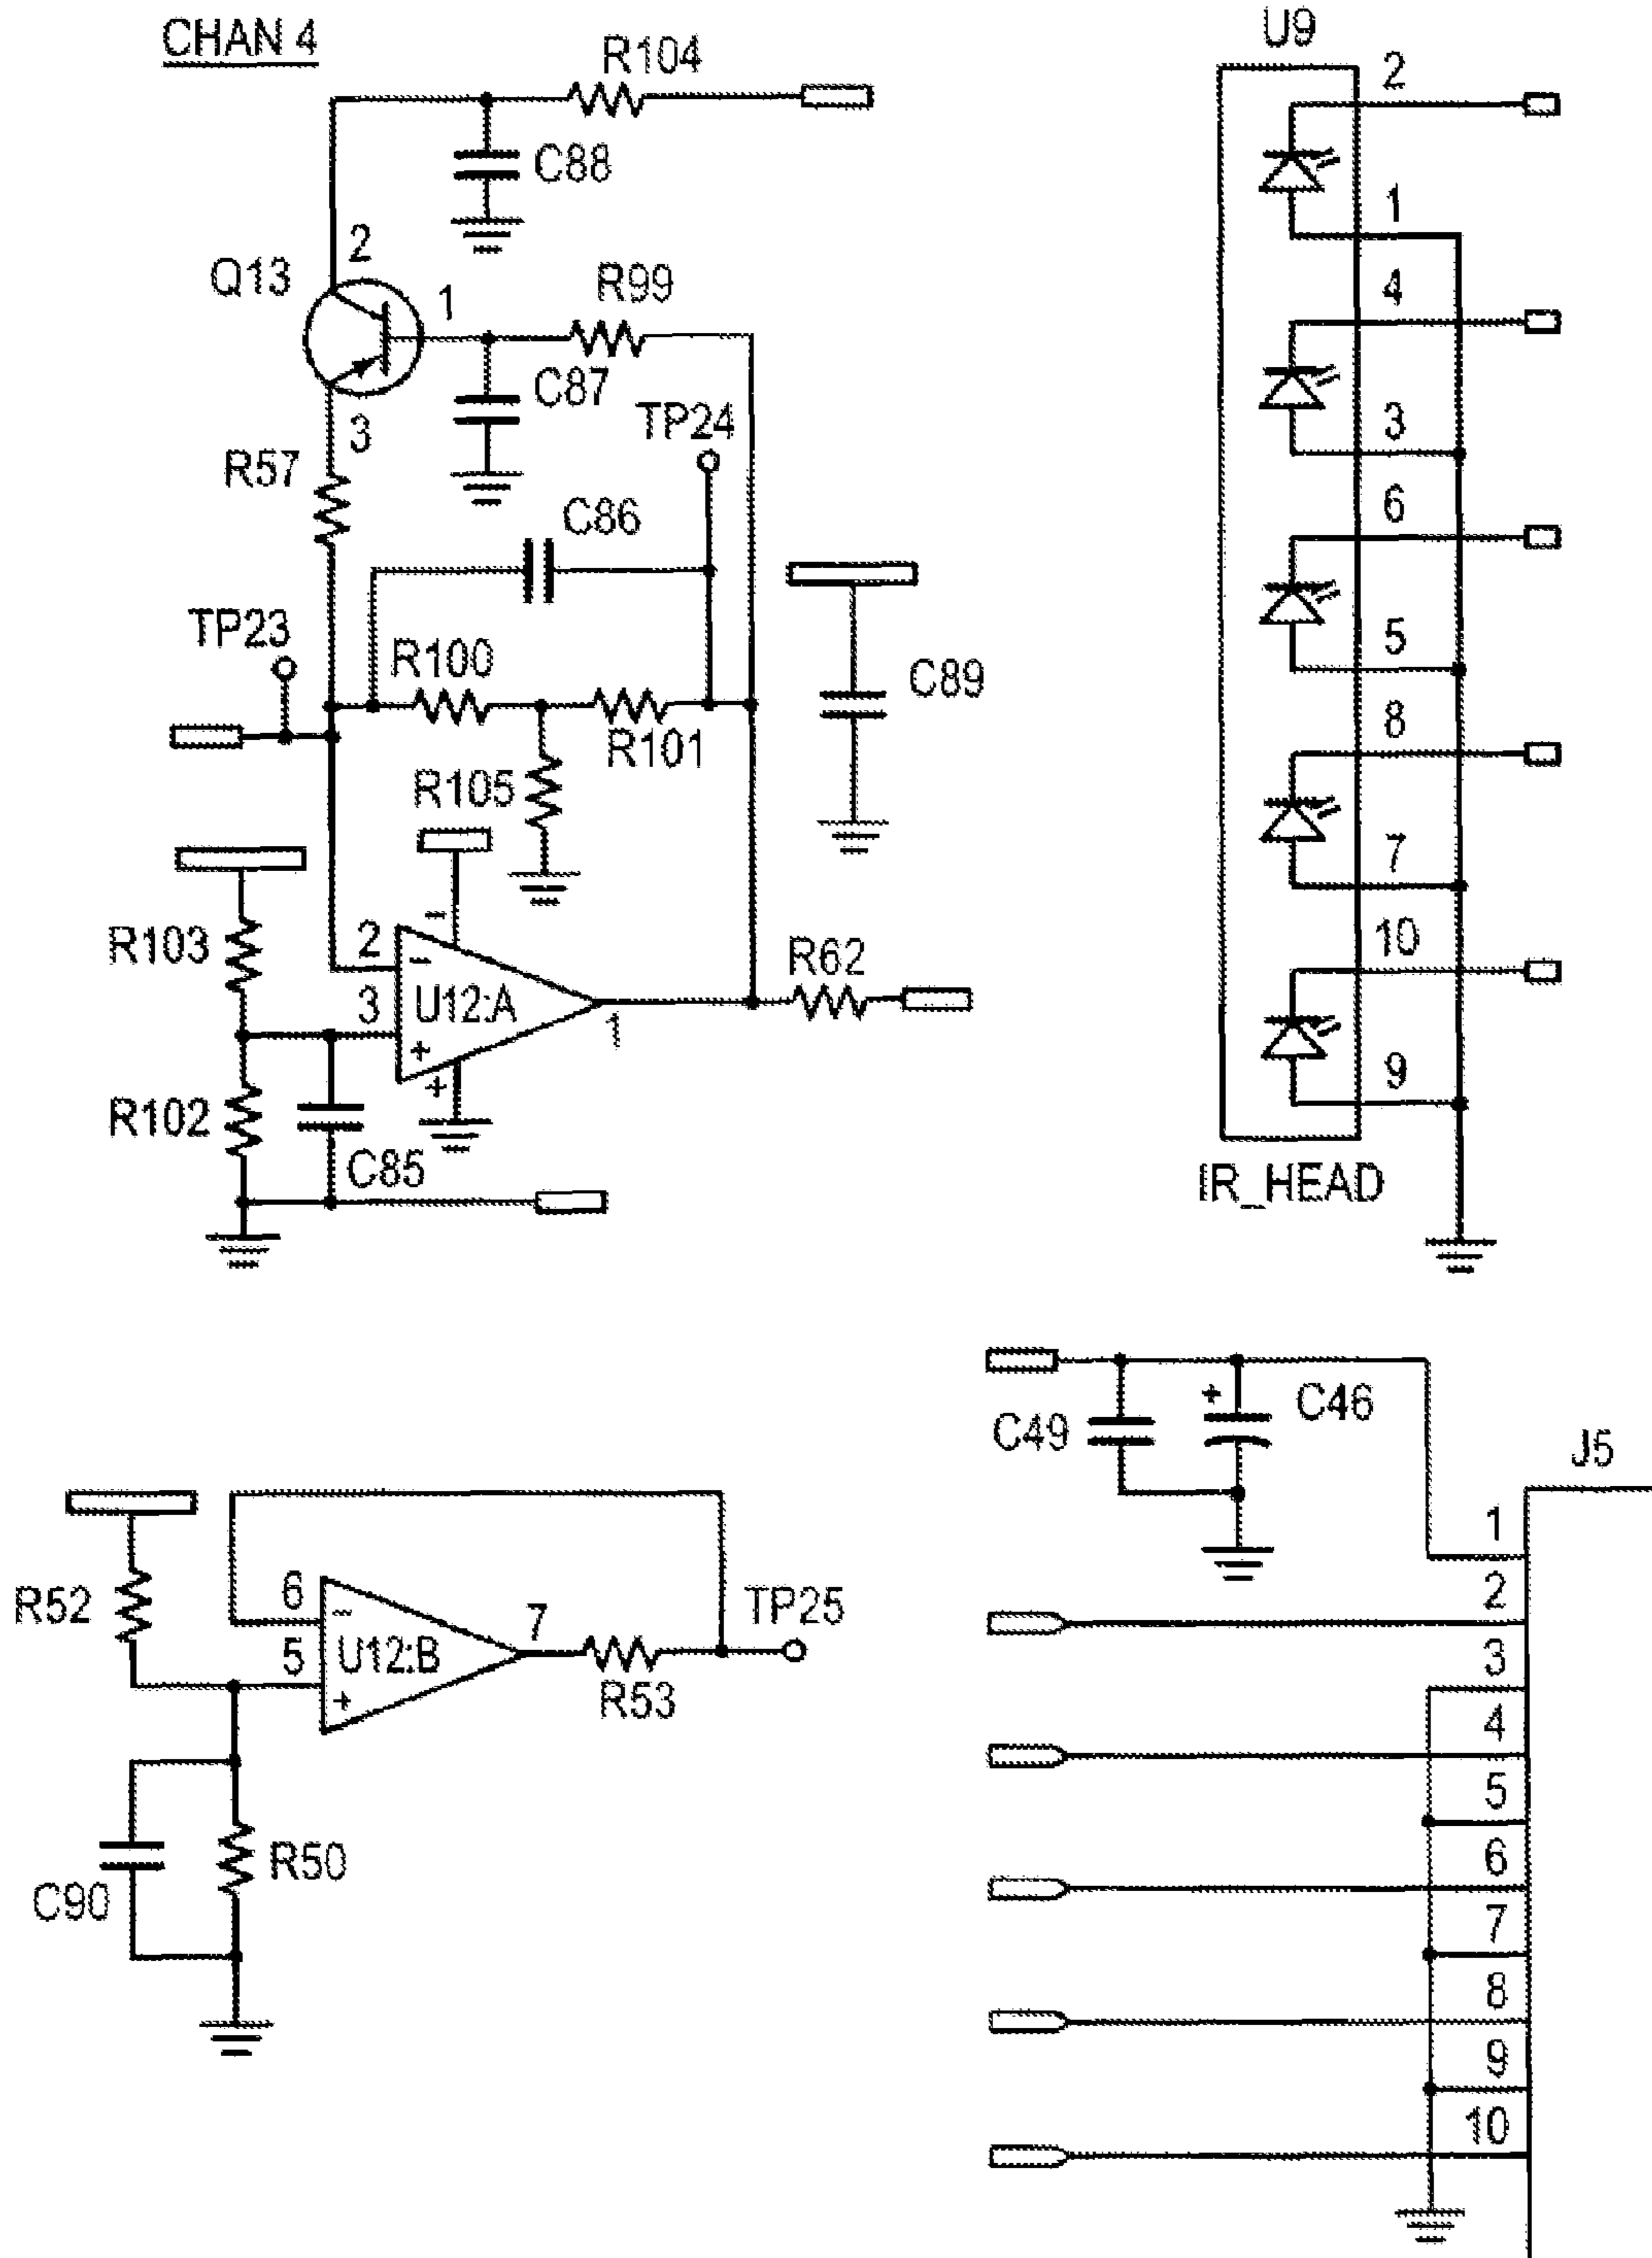 CHAN 4
R104
C88
2
Q13
1
R99
C87
3
TP24
R57
C86
TP23
R100
R101
C89
R105
R103
2
-
-
3
U12:A
1
+
+
R62
R102
C85
U9
2
1
4
3
6
5
8
7
10
9
IR_HEAD
R52
6
-
5
U12:B
+
7
TP25
R53
C90
R50
C49
+
C46
J5
1
2
3
4
5
6
7
8
9
10